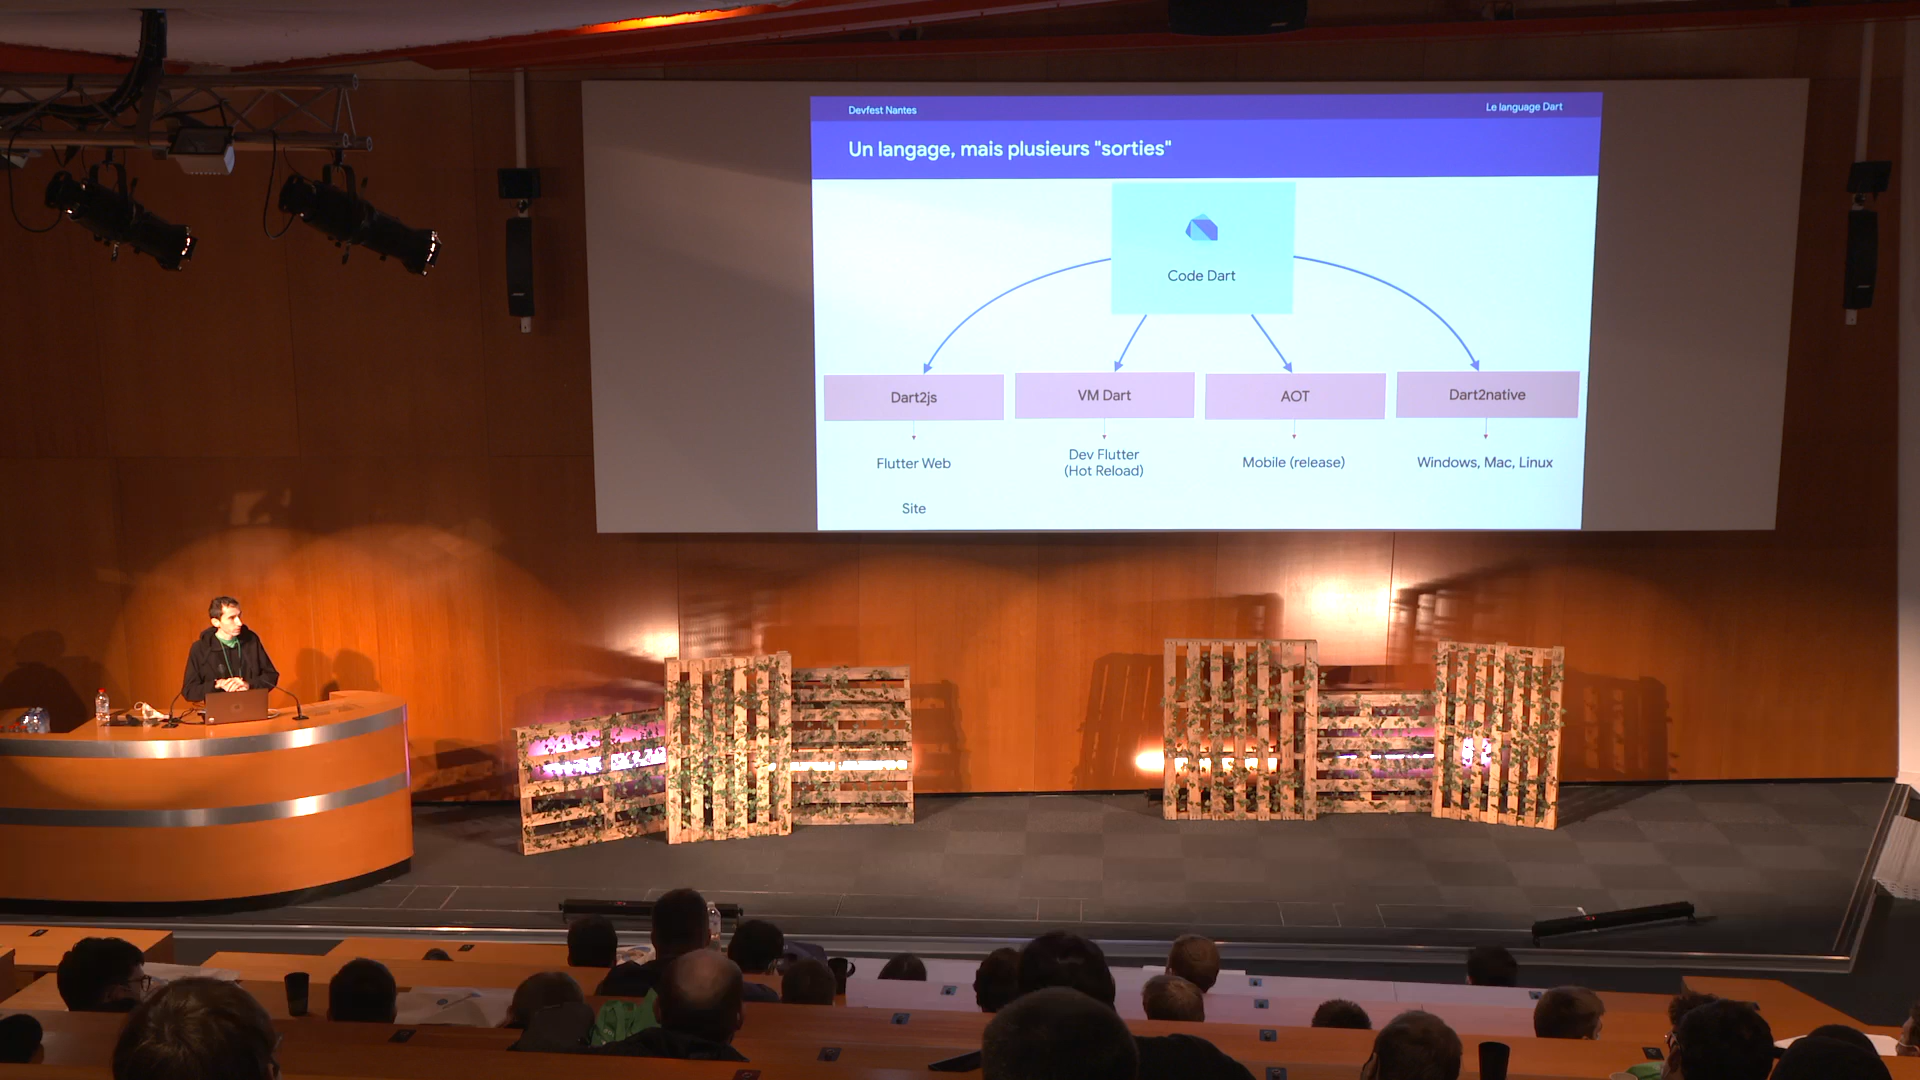 Devfest Nantes
Le language Dart
Un langage, mais plusieurs "sorties"
Code Dart
Dart2js
VM Dart
AOT
Dart2native
Flutter Web
Dev Flutter
(Hot Reload)
Mobile (release)
Windows, Mac, Linux
Site